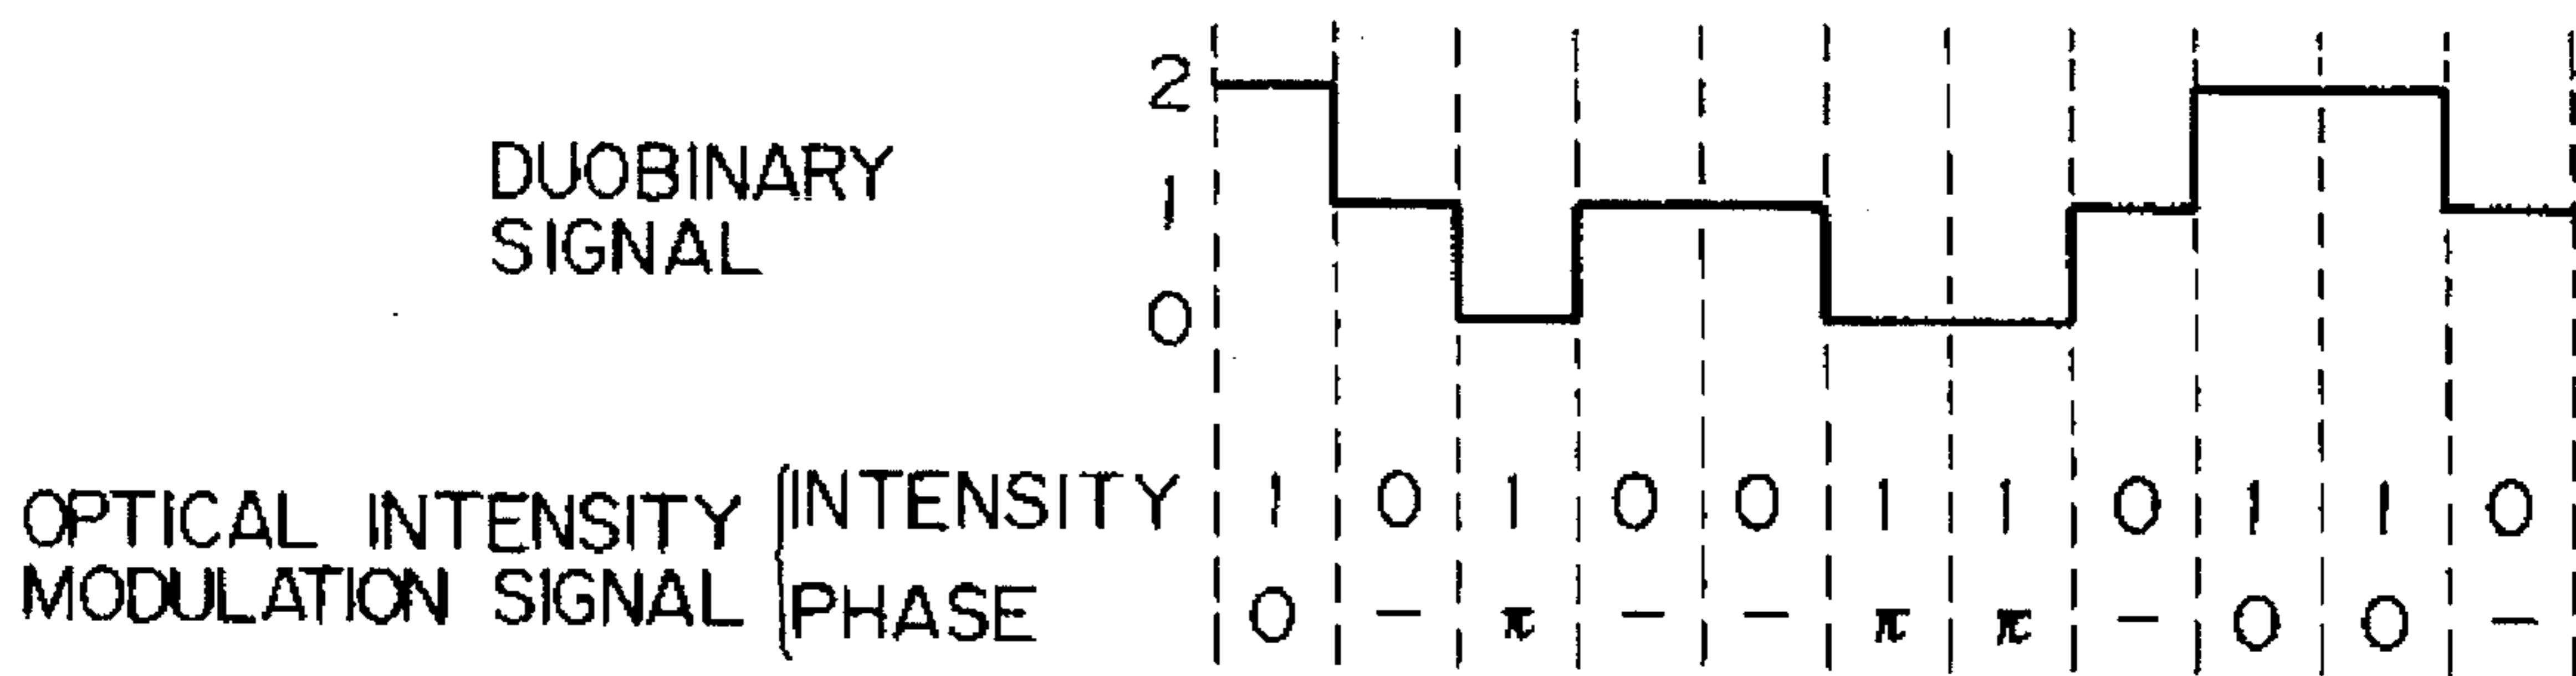 2
DUOBINARY
1
SIGNAL
0
OPTICAL INTENSITY { INTENSITY 1 0 1 0 0 1 1 0 1 1 0
MODULATION SIGNAL { PHASE 0 – π – – π π – 0 0 –